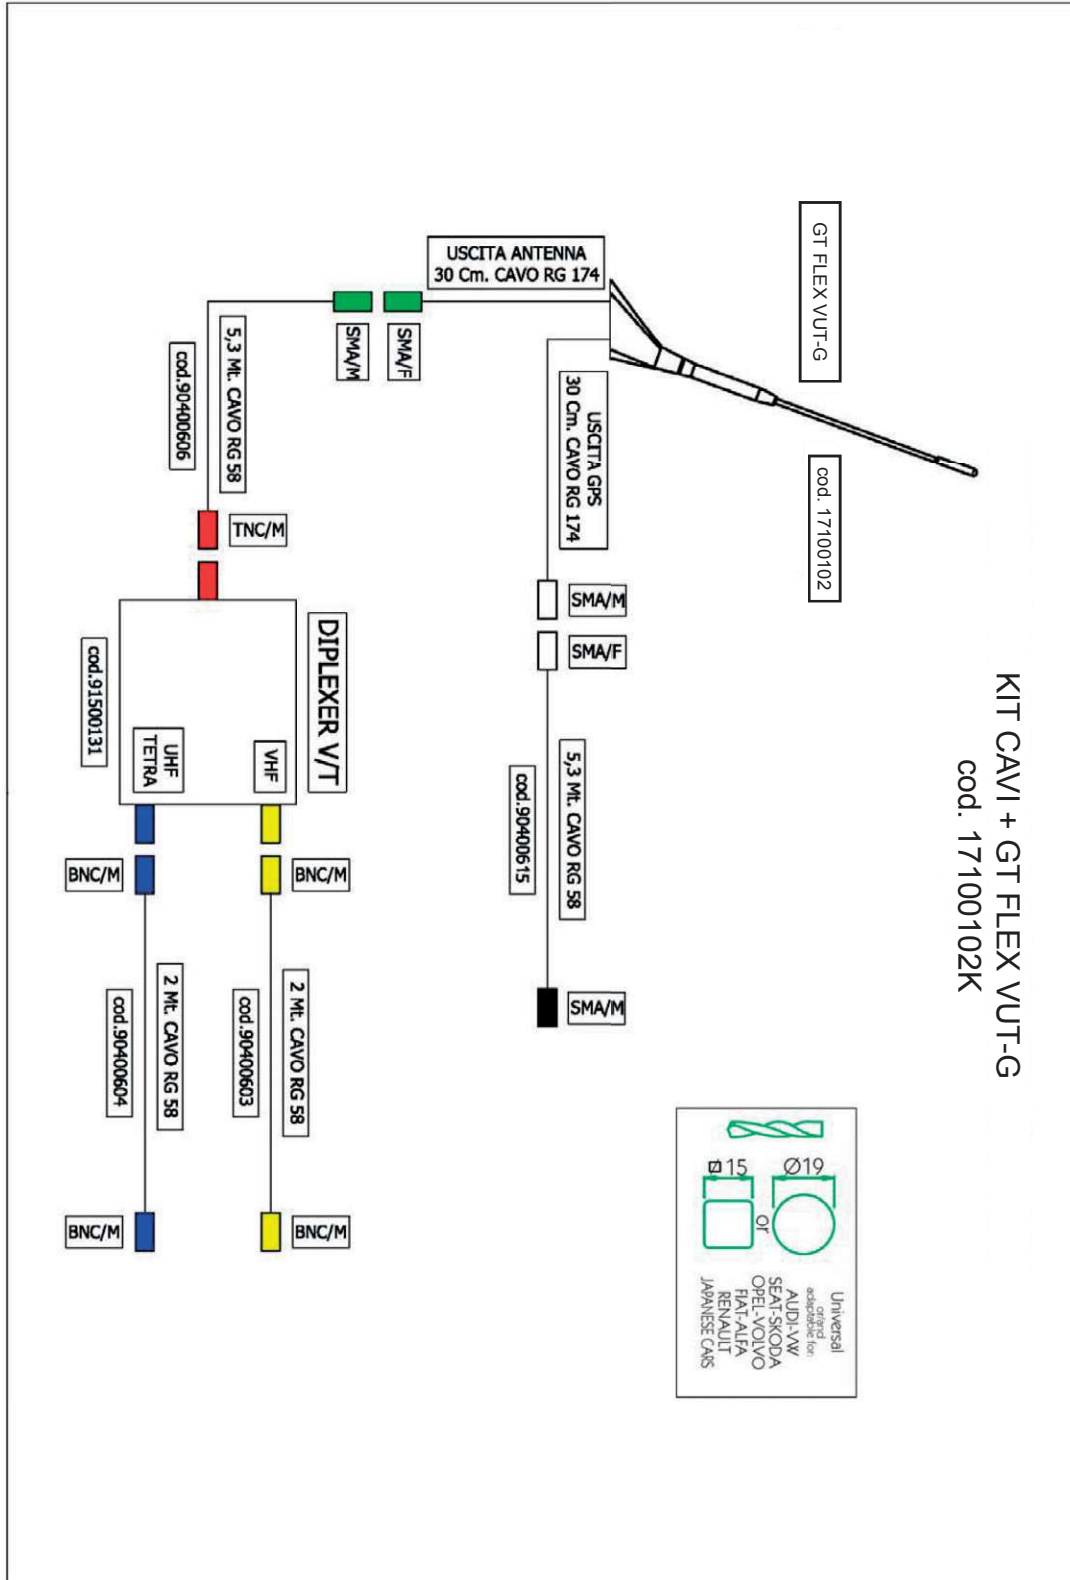 KIT CAVI + GT FLEX VUT-G
cod. 17100102K
GT FLEX VUT-G
cod. 17100102
USCITA ANTENNA
30 Cm. CAVO RG 174
SMA/F
SMA/M
5,3 Mt. CAVO RG 58
cod.90400606
TNC/M
USCITA GPS
30 Cm. CAVO RG 174
SMA/M
SMA/F
5,3 Mt. CAVO RG 58
cod.90400615
SMA/M
DIPLEXER V/T
VHF
UHF
TETRA
cod.91500131
BNC/M
2 Mt. CAVO RG 58
cod.90400603
BNC/M
BNC/M
2 Mt. CAVO RG 58
cod.90400604
BNC/M
Ø19
or
15
Universal
or/and
adaptable for:
AUDI-VW
SEAT-SKODA
OPEL-VOLVO
FIAT-ALFA
RENAULT
JAPANESE CARS